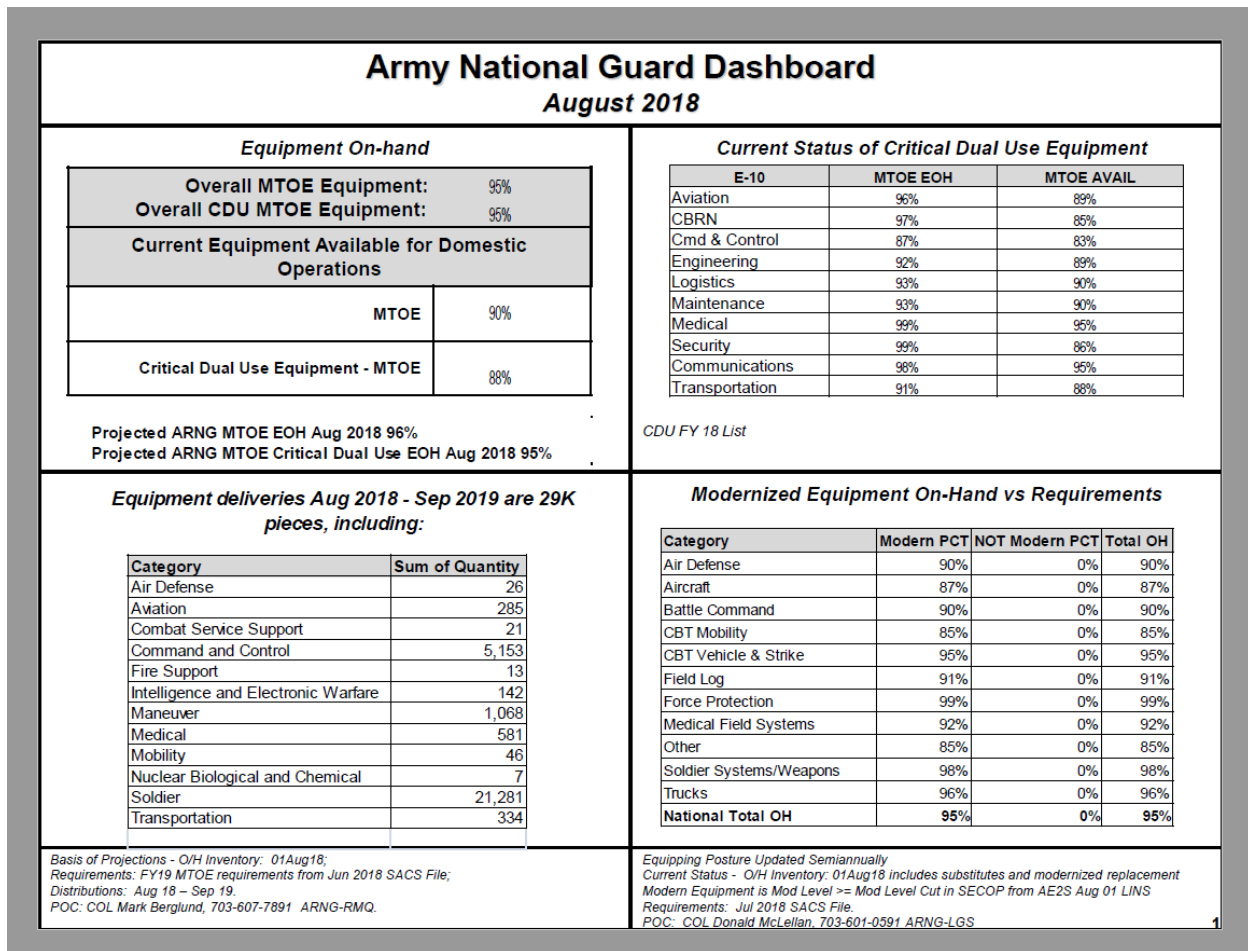 Army National Guard Dashboard
August 2018
Equipment On-hand
Overall MTOE Equipment: 95%
Overall CDU MTOE Equipment: 95%
Current Equipment Available for Domestic
Operations
MTOE 90%
Critical Dual Use Equipment - MTOE 88%
Projected ARNG MTOE EOH Aug 2018 96%
Projected ARNG MTOE Critical Dual Use EOH Aug 2018 95%
Current Status of Critical Dual Use Equipment
E-10 MTOE EOH MTOE AVAIL
Aviation 96% 89%
CBRN 97% 85%
Cmd & Control 87% 83%
Engineering 92% 89%
Logistics 93% 90%
Maintenance 93% 90%
Medical 99% 95%
Security 99% 86%
Communications 98% 95%
Transportation 91% 88%
CDU FY 18 List
Equipment deliveries Aug 2018 - Sep 2019 are 29K
pieces, including:
Category Sum of Quantity
Air Defense 26
Aviation 285
Combat Service Support 21
Command and Control 5,153
Fire Support 13
Intelligence and Electronic Warfare 142
Maneuver 1,068
Medical 581
Mobility 46
Nuclear Biological and Chemical 7
Soldier 21,281
Transportation 334
Modernized Equipment On-Hand vs Requirements
Category Modern PCT NOT Modern PCT Total OH
Air Defense 90% 0% 90%
Aircraft 87% 0% 87%
Battle Command 90% 0% 90%
CBT Mobility 85% 0% 85%
CBT Vehicle & Strike 95% 0% 95%
Field Log 91% 0% 91%
Force Protection 99% 0% 99%
Medical Field Systems 92% 0% 92%
Other 85% 0% 85%
Soldier Systems/Weapons 98% 0% 98%
Trucks 96% 0% 96%
National Total OH 95% 0% 95%
Basis of Projections - O/H Inventory: 01Aug18;
Requirements: FY19 MTOE requirements from Jun 2018 SACS File;
Distributions: Aug 18 – Sep 19.
POC: COL Mark Berglund, 703-607-7891 ARNG-RMQ.
Equipping Posture Updated Semiannually
Current Status - O/H Inventory: 01Aug18 includes substitutes and modernized replacement
Modern Equipment is Mod Level >= Mod Level Cut in SECOP from AE2S Aug 01 LINS
Requirements: Jul 2018 SACS File.
POC: COL Donald McLellan, 703-601-0591 ARNG-LGS
1